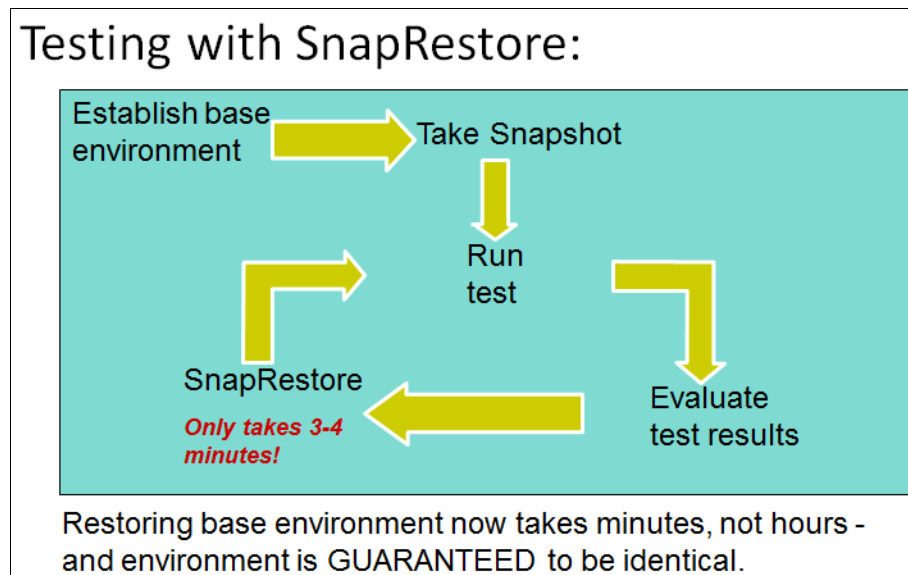 Testing with SnapRestore:
Establish base
environment
Take Snapshot
Run
test
SnapRestore
Only takes 3-4
minutes!
Evaluate
test results
Restoring base environment now takes minutes, not hours -
and environment is GUARANTEED to be identical.